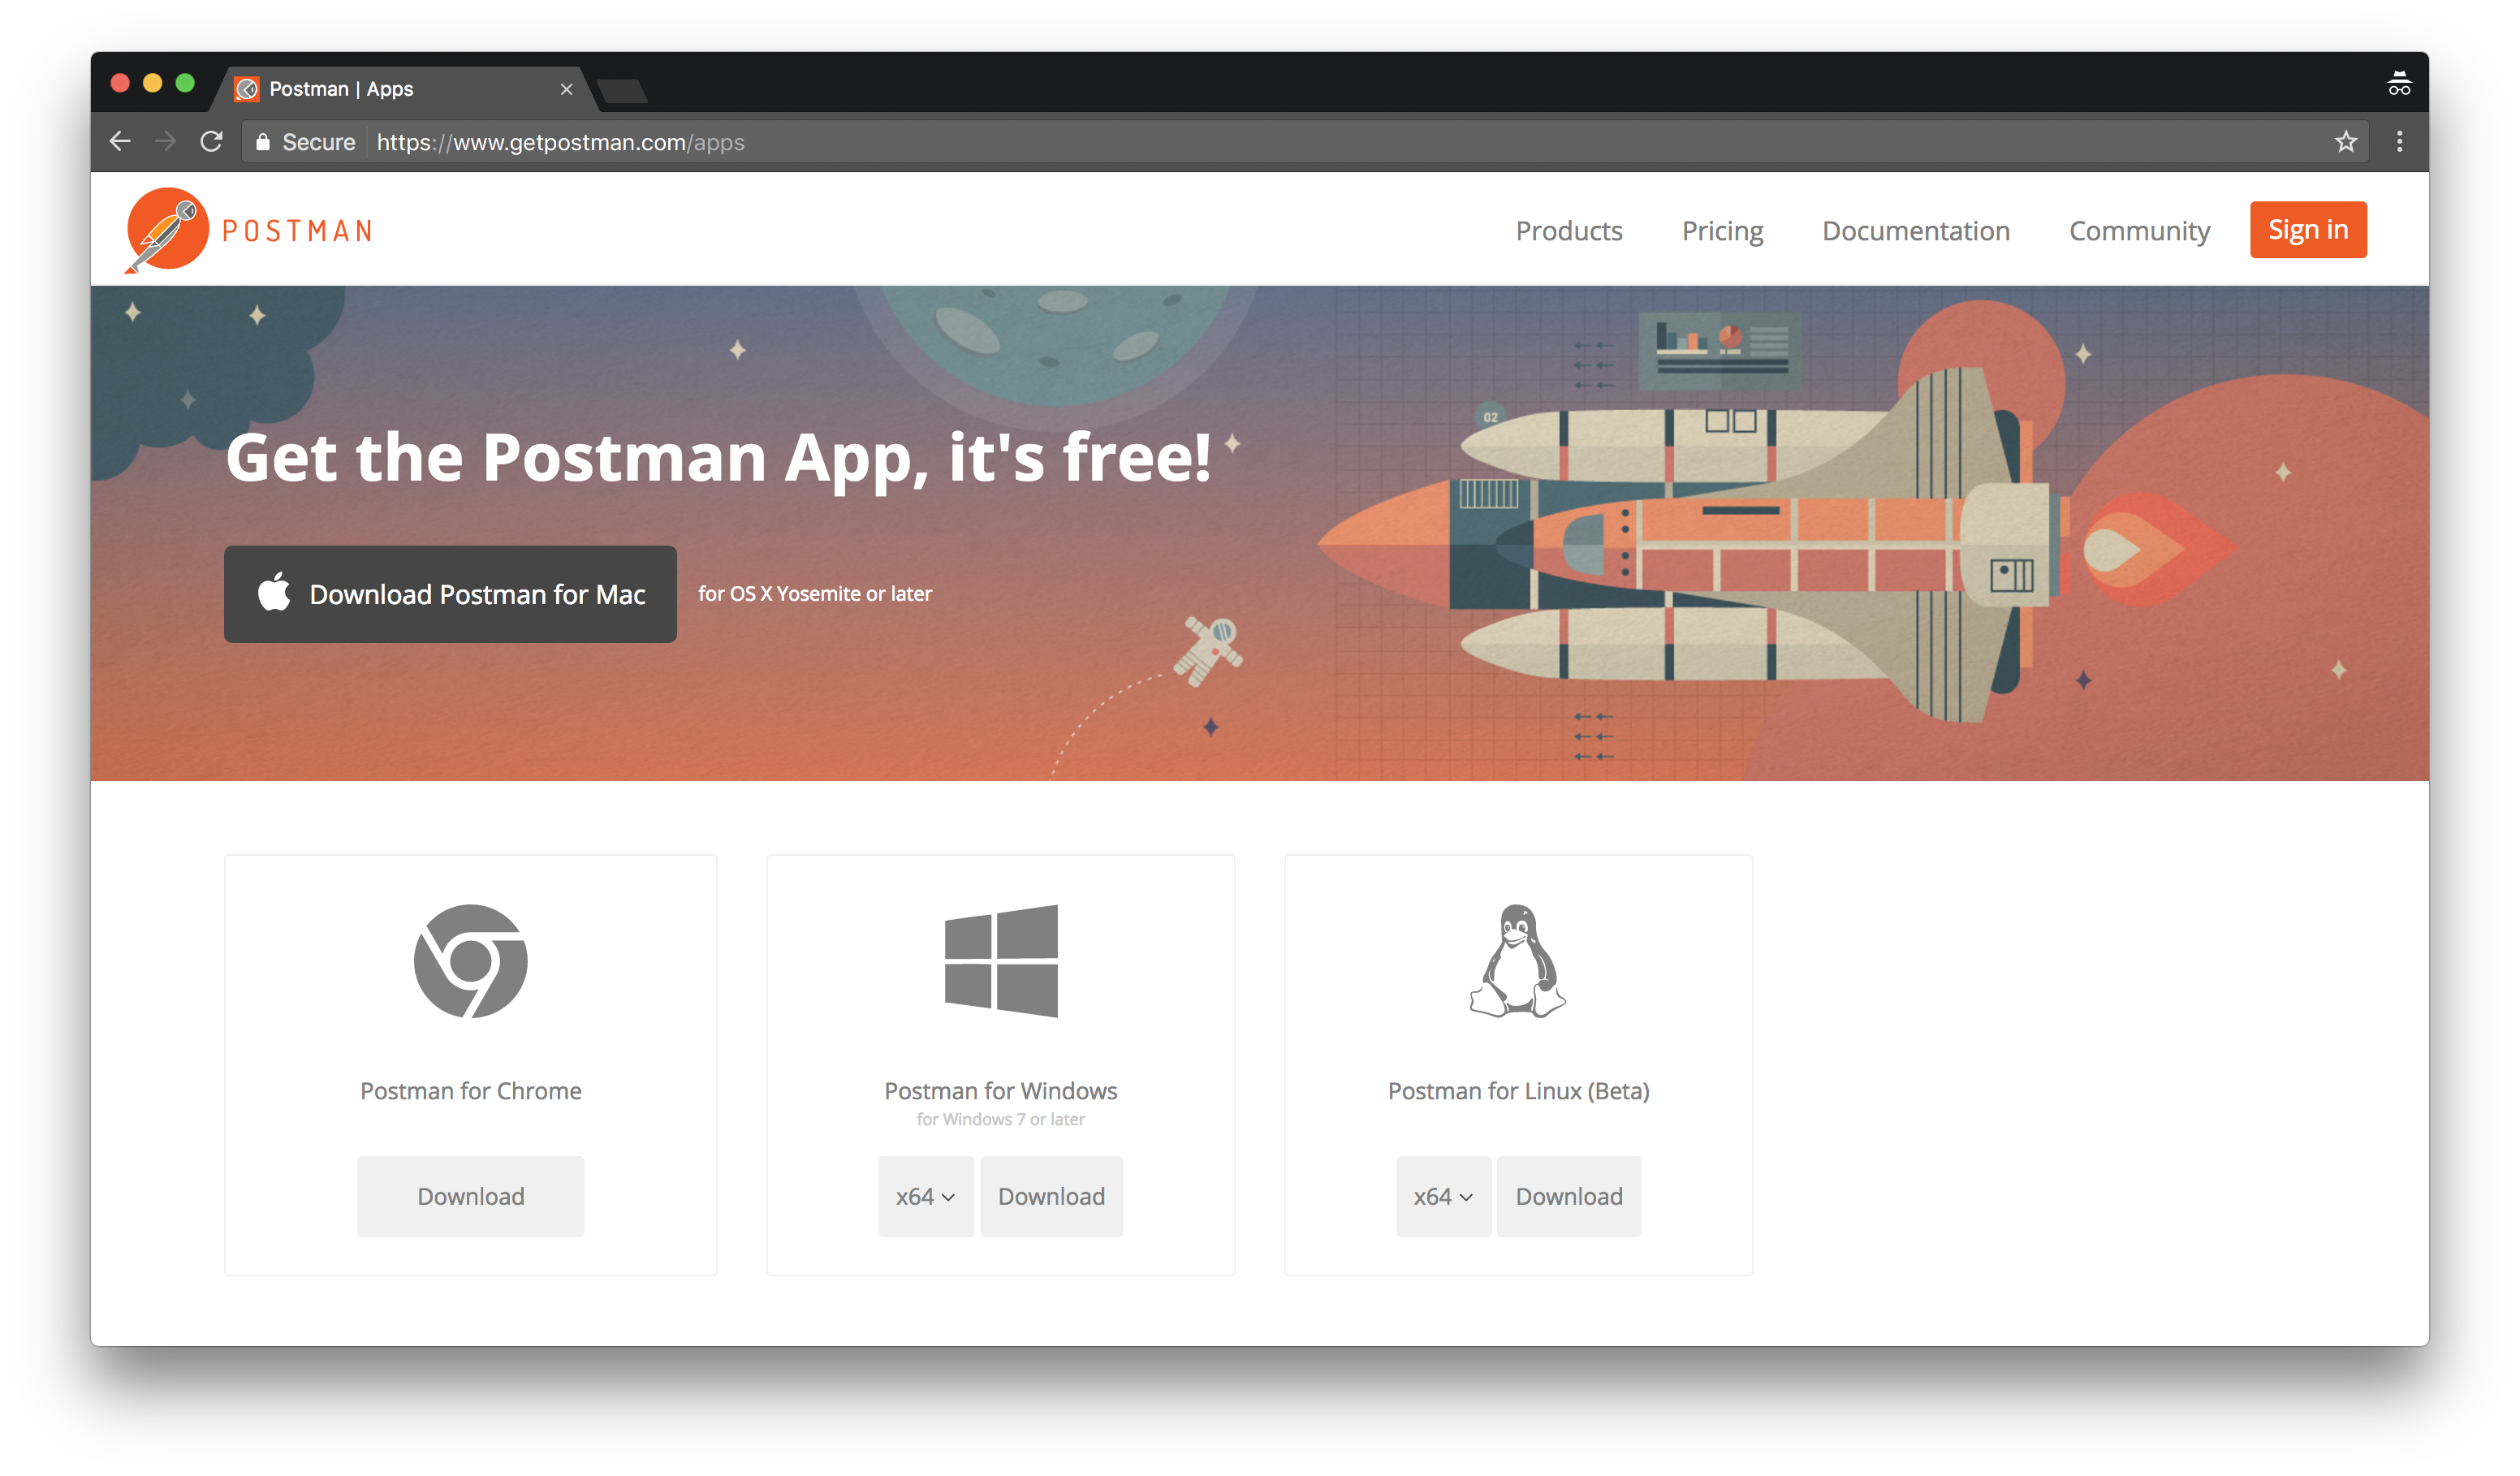 Postman | Apps
Secure https://www.getpostman.com/apps
POSTMAN
Products Pricing Documentation Community Sign in
02
Get the Postman App, it's free!
Download Postman for Mac for OS X Yosemite or later
Postman for Chrome
Download
Postman for Windows
for Windows 7 or later
x64 Download
Postman for Linux (Beta)
x64 Download